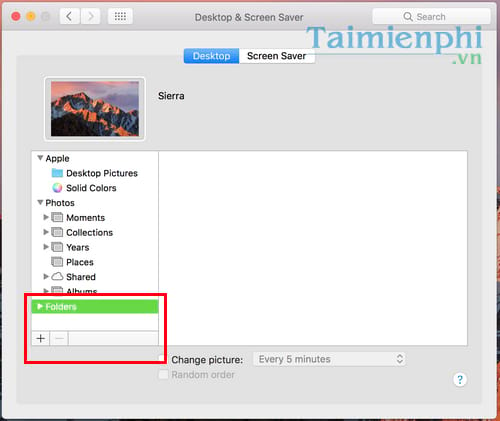 Desktop & Screen Saver
Search
Taimienphi
.vn
Desktop
Screen Saver
Sierra
Apple
Desktop Pictures
Solid Colors
Photos
Moments
Collections
Years
Places
Shared
Albums
Folders
+ −
Change picture:
Every 5 minutes
Random order
?